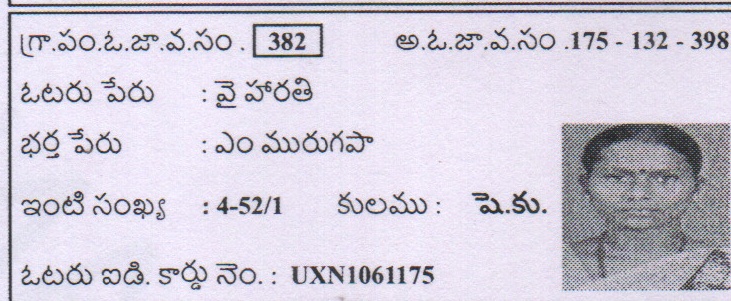 గ్రా.పం.ఓ.జా.వ.సం . 382 అ.ఓ.జా.వ.సం .175 - 132 - 398
ఓటరు పేరు : వై హారతి
భర్త పేరు : ఎం మురుగపా
ఇంటి సంఖ్య : 4-52/1 కులము : షె.కు.
ఓటరు ఐడి. కార్డు నెం. : UXN1061175